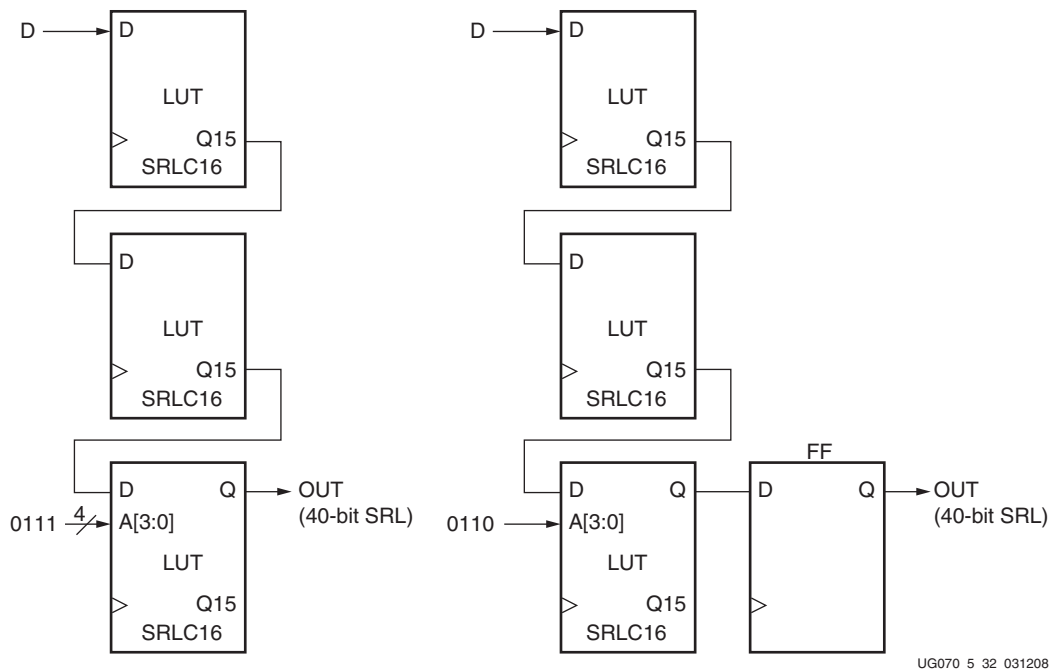 D
D
LUT
Q15
SRLC16
D
LUT
Q15
SRLC16
D
Q
OUT
(40-bit SRL)
0111
4
A[3:0]
LUT
Q15
SRLC16
D
D
LUT
Q15
SRLC16
D
LUT
Q15
SRLC16
FF
D
Q
D
Q
OUT
(40-bit SRL)
0110
A[3:0]
LUT
Q15
SRLC16
UG070_5_32_031208